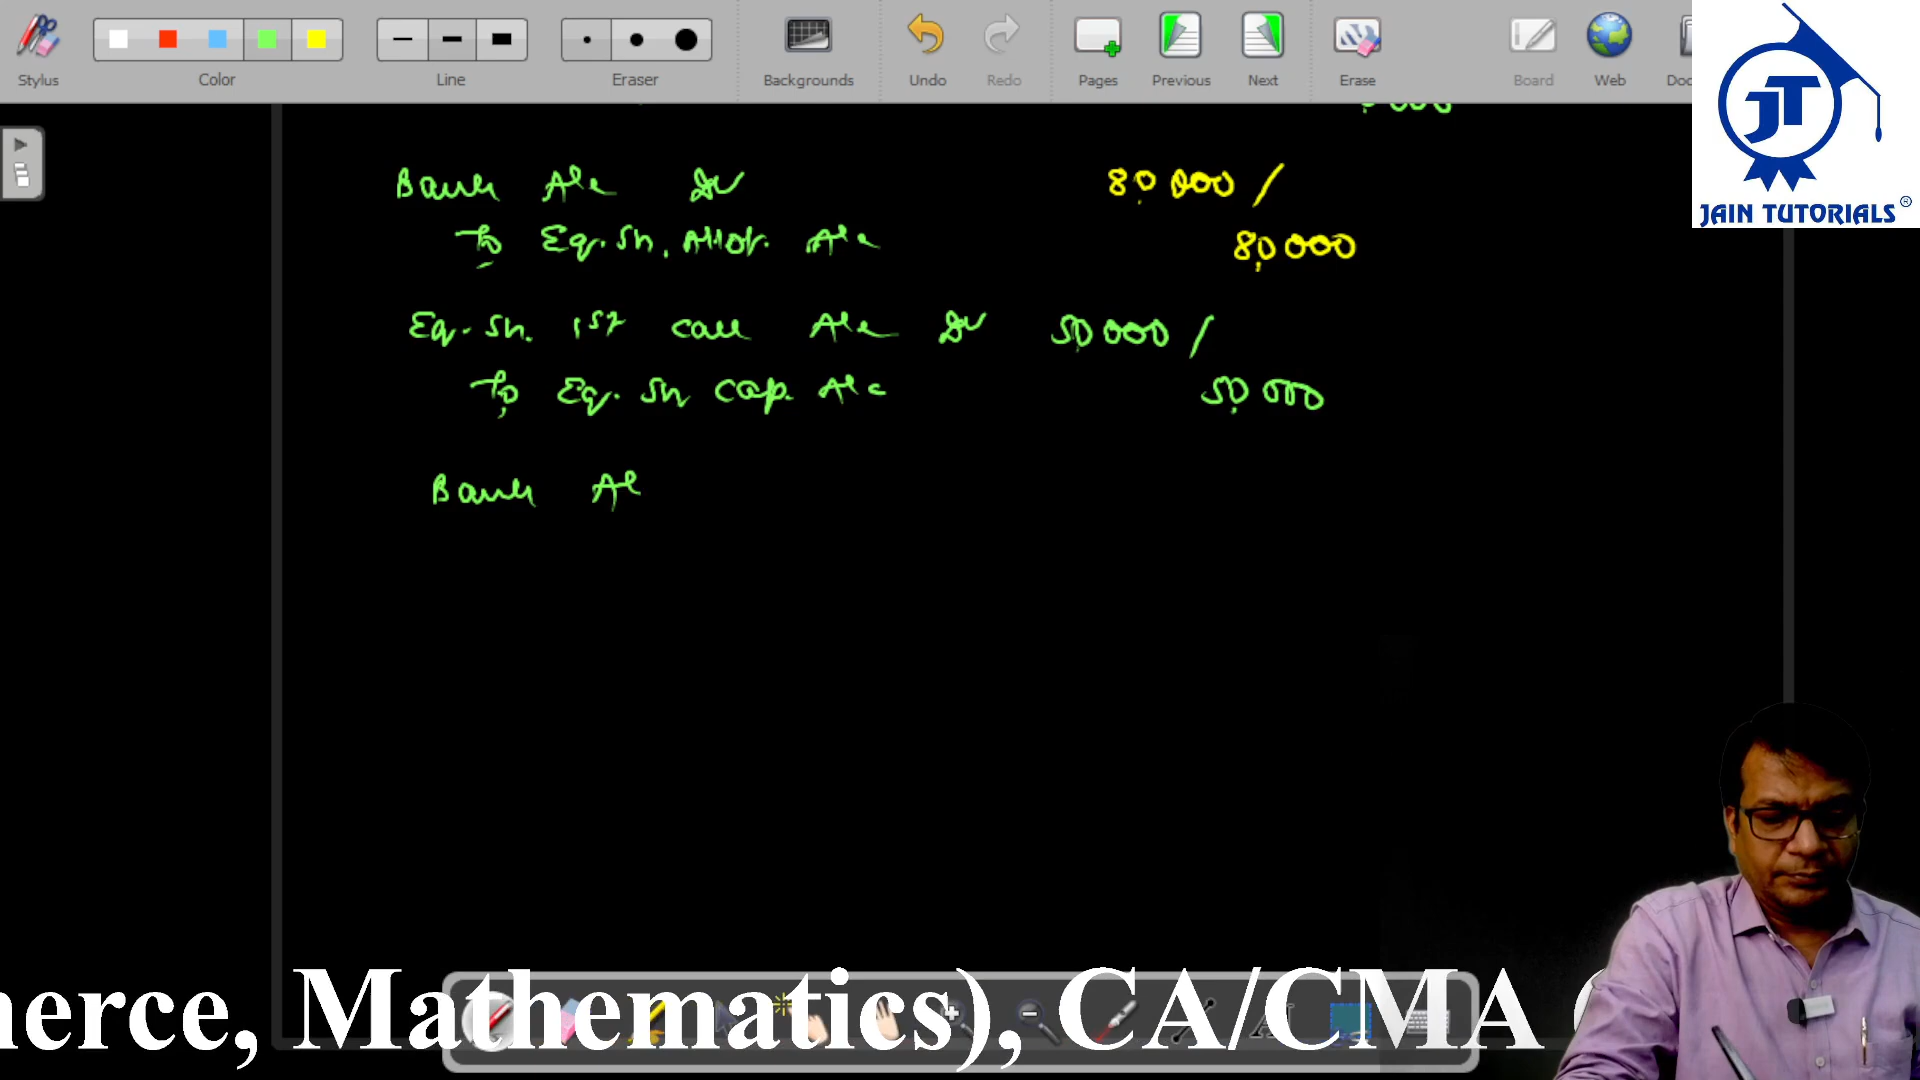 Stylus Color Line Eraser Backgrounds Undo Redo Pages Previous Next Erase Board Web
JT
JAIN TUTORIALS®
Bank A/c Dr 80,000 /
To Eq. Sh. Allot. A/c 80,000
Eq. Sh. 1st call A/c Dr 50,000 /
To Eq. Sh Cap. A/c 50,000
Bank A/
erce, Mathematics), CA/CMA